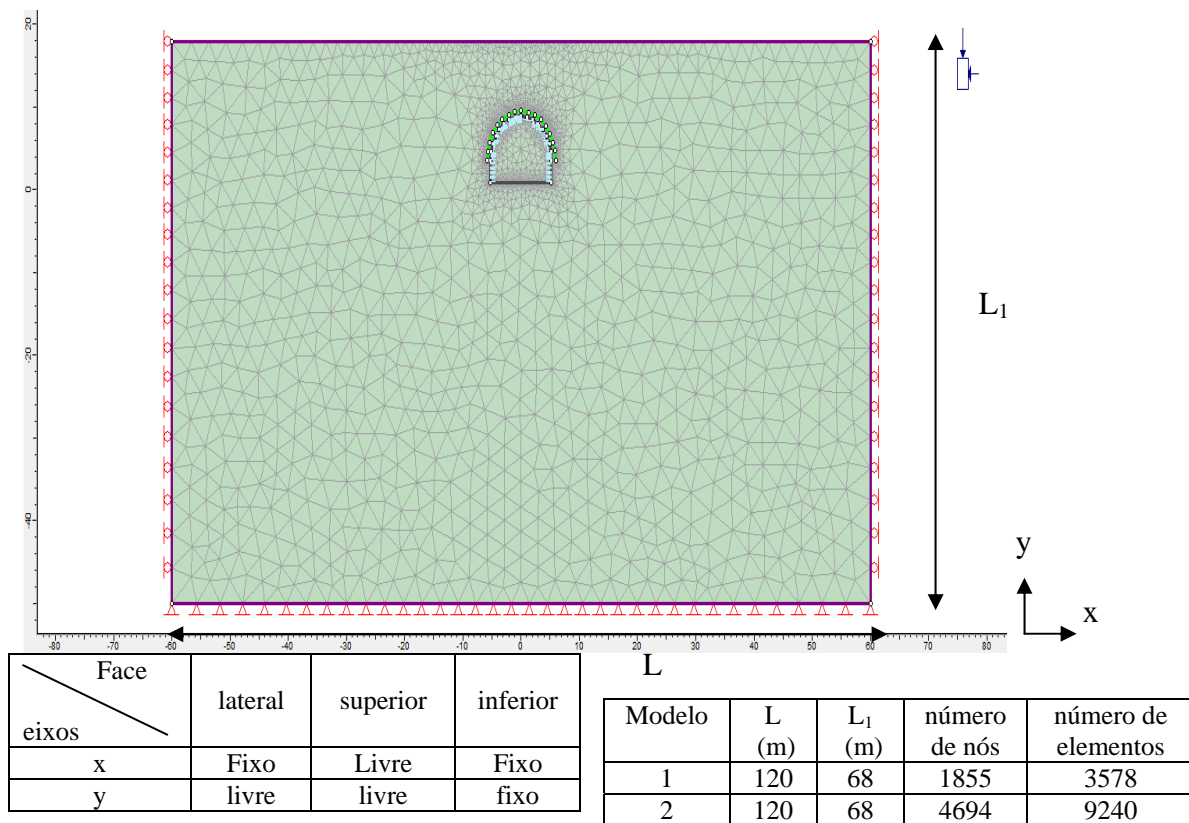 20
0
-20
-40
L₁
y
x
-80 -70 -60 -50 -40 -30 -20 -10 0 10 20 30 40 50 60 70 80
L
Face
eixos
lateral superior inferior
x Fixo Livre Fixo
y livre livre fixo
Modelo L (m) L₁ (m) número de nós número de elementos
1 120 68 1855 3578
2 120 68 4694 9240